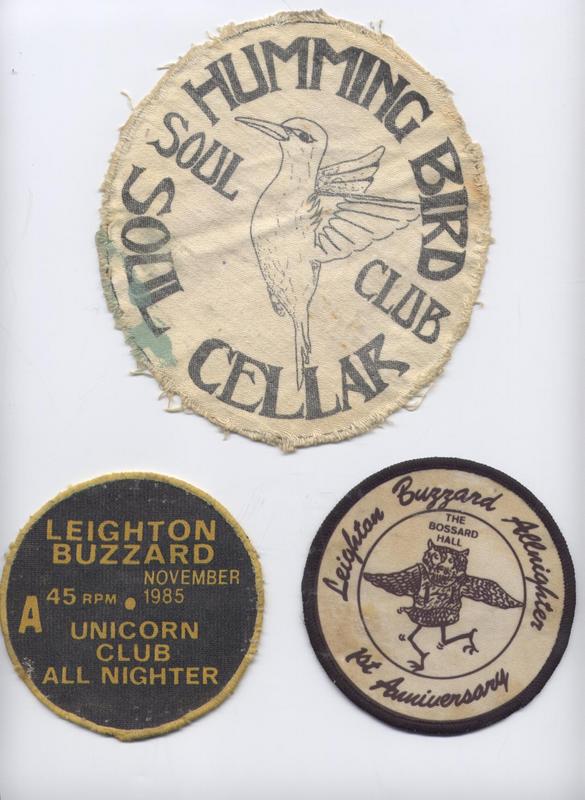 HUMMING BIRD
SOUL
SOUL
CLUB
CELLAR
LEIGHTON
BUZZARD
NOVEMBER
A 45 RPM • 1985
UNICORN
CLUB
ALL NIGHTER
Leighton Buzzard Allnighter
THE
BOSSARD
HALL
1st Anniversary